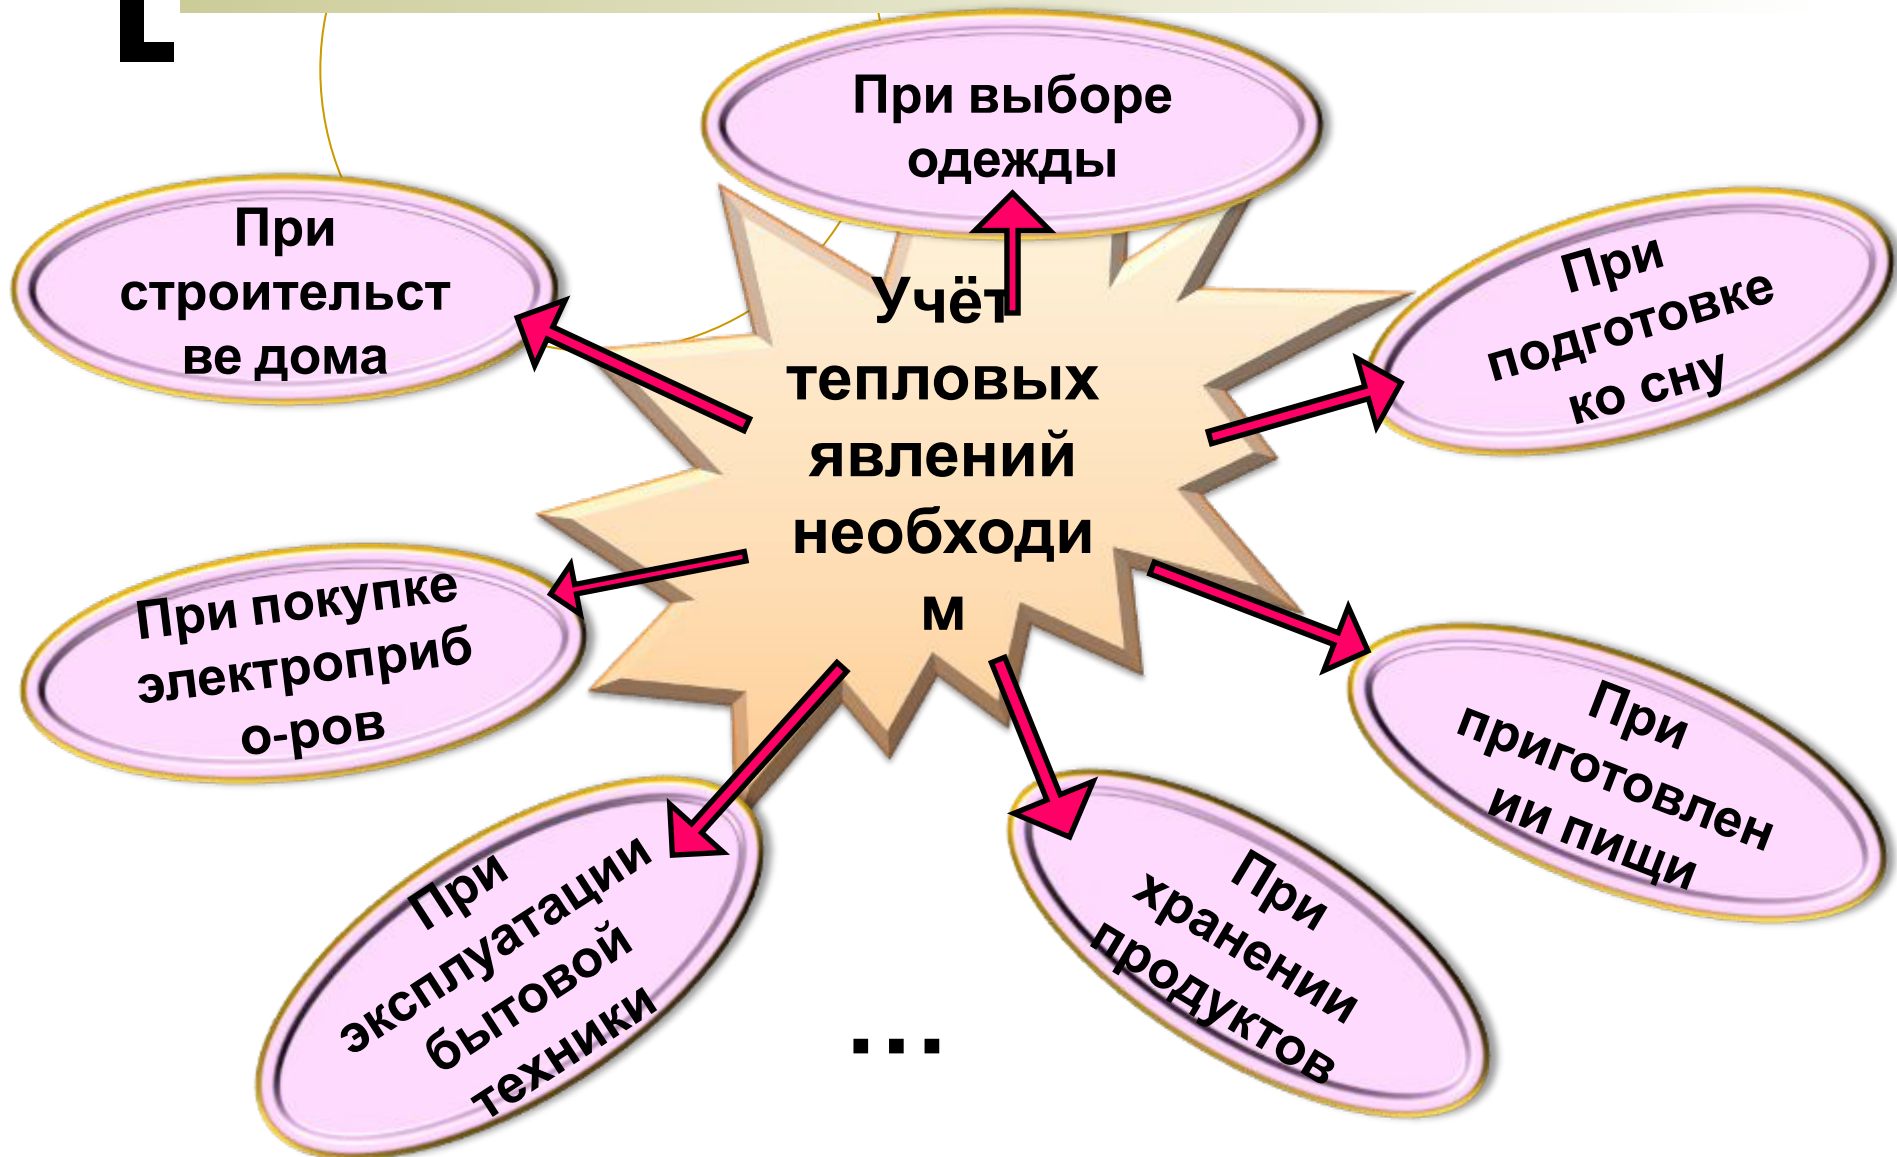 При выборе
одежды
При
строительст
ве дома
При
подготовке
ко сну
Учёт
тепловых
явлений
необходи
м
При покупке
электроприб
о-ров
При
приготовлен
ии пищи
При
эксплуатации
бытовой
техники
При
хранении
продуктов
...